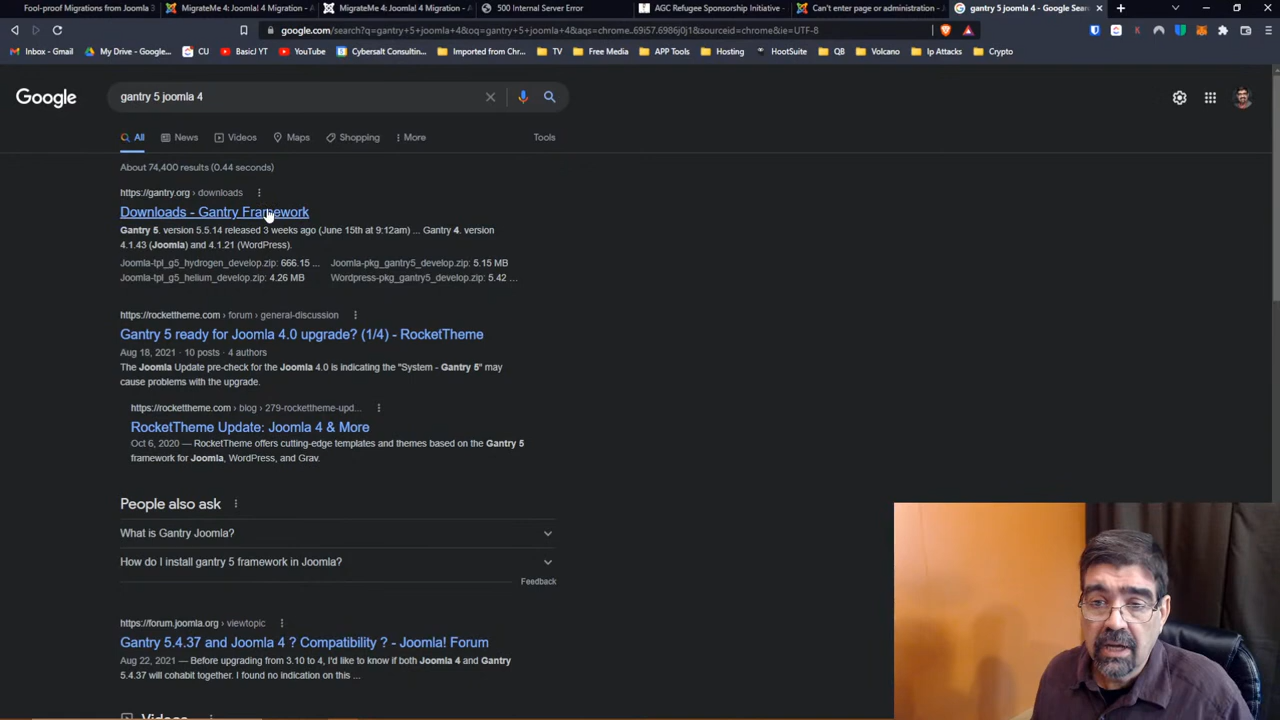 Fool-proof Migrations from Joomla 3
MigrateMe 4: Joomla! 4 Migration - A
MigrateMe 4: Joomla! 4 Migration - A
500 Internal Server Error
AGC Refugee Sponsorship Initiative -
Can't enter page or administration -
gantry 5 joomla 4 - Google Sear
google.com/search?q=gantry+5+joomla+4&oq=gantry+5+joomla+4&aqs=chrome..69i57.6986j0j1&sourceid=chrome&ie=UTF-8
Inbox - Gmail
My Drive - Google...
CU
BasicJ YT
YouTube
Cybersalt Consulting...
Imported from Chr...
TV
Free Media
APP Tools
Hosting
HootSuite
QB
Volcano
Ip Attacks
Crypto
Google
gantry 5 joomla 4
All
News
Videos
Maps
Shopping
More
Tools
About 74,400 results (0.44 seconds)
https://gantry.org › downloads
Downloads - Gantry Framework
Gantry 5. version 5.5.14 released 3 weeks ago (June 15th at 9:12am) ... Gantry 4. version
4.1.43 (Joomla) and 4.1.21 (WordPress).
Joomla-tpl_g5_hydrogen_develop.zip: 666.15 ...
Joomla-pkg_gantry5_develop.zip: 5.15 MB
Joomla-tpl_g5_helium_develop.zip: 4.26 MB
Wordpress-pkg_gantry5_develop.zip: 5.42 ...
https://rockettheme.com › forum › general-discussion
Gantry 5 ready for Joomla 4.0 upgrade? (1/4) - RocketTheme
Aug 18, 2021 · 10 posts · 4 authors
The Joomla Update pre-check for the Joomla 4.0 is indicating the "System - Gantry 5" may
cause problems with the upgrade.
https://rockettheme.com › blog › 279-rockettheme-upd...
RocketTheme Update: Joomla 4 & More
Oct 6, 2020 — RocketTheme offers cutting-edge templates and themes based on the Gantry 5
framework for Joomla, WordPress, and Grav.
People also ask
What is Gantry Joomla?
How do I install gantry 5 framework in Joomla?
Feedback
https://forum.joomla.org › viewtopic
Gantry 5.4.37 and Joomla 4 ? Compatibility ? - Joomla! Forum
Aug 22, 2021 — Before upgrading from 3.10 to 4, I'd like to know if both Joomla 4 and Gantry
5.4.37 will cohabit together. I found no indication on this ...
Videos